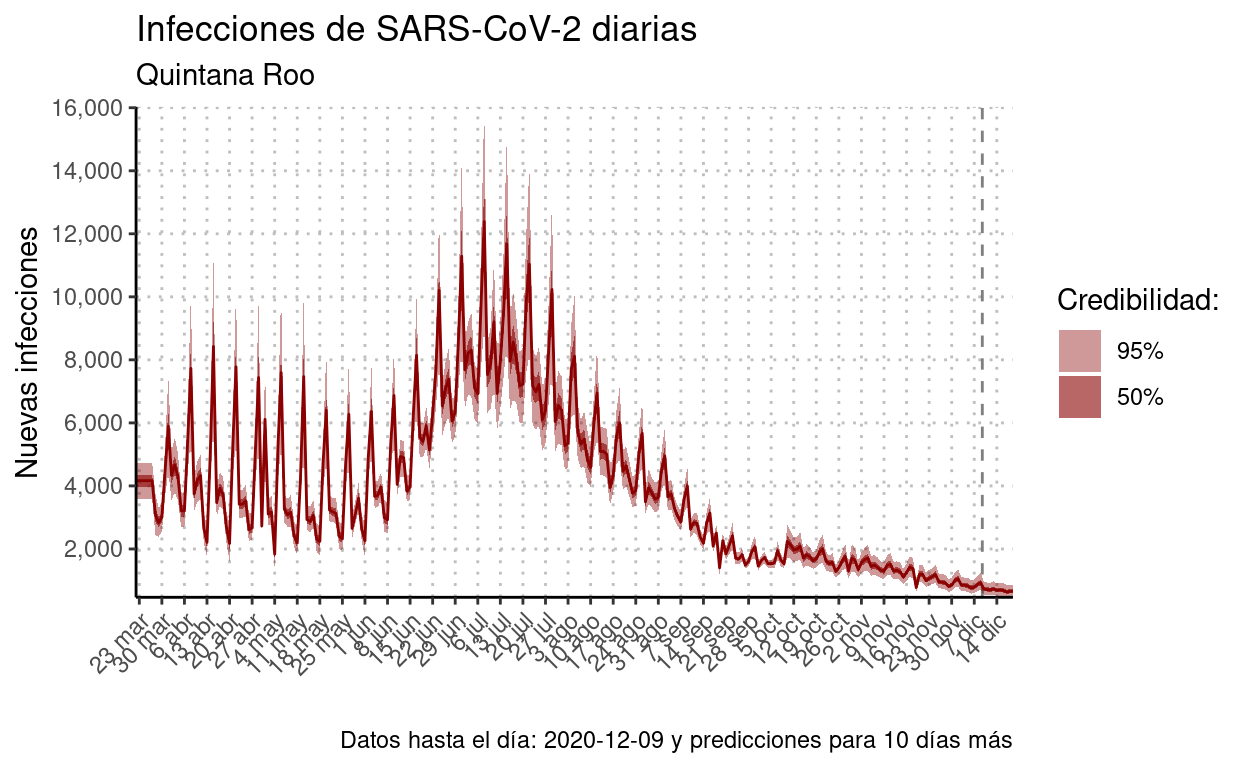 Infecciones de SARS-CoV-2 diarias
Quintana Roo
Nuevas infecciones
16,000
14,000
12,000
10,000
8,000
6,000
4,000
2,000
23 mar
30 mar
6 abr
13 abr
20 abr
27 abr
4 may
11 may
18 may
25 may
1 jun
8 jun
15 jun
22 jun
29 jun
6 jul
13 jul
20 jul
27 jul
3 ago
10 ago
17 ago
24 ago
31 ago
7 sep
14 sep
21 sep
28 sep
5 oct
12 oct
19 oct
26 oct
2 nov
9 nov
16 nov
23 nov
30 nov
7 dic
14 dic
Credibilidad:
95%
50%
Datos hasta el día: 2020-12-09 y predicciones para 10 días más